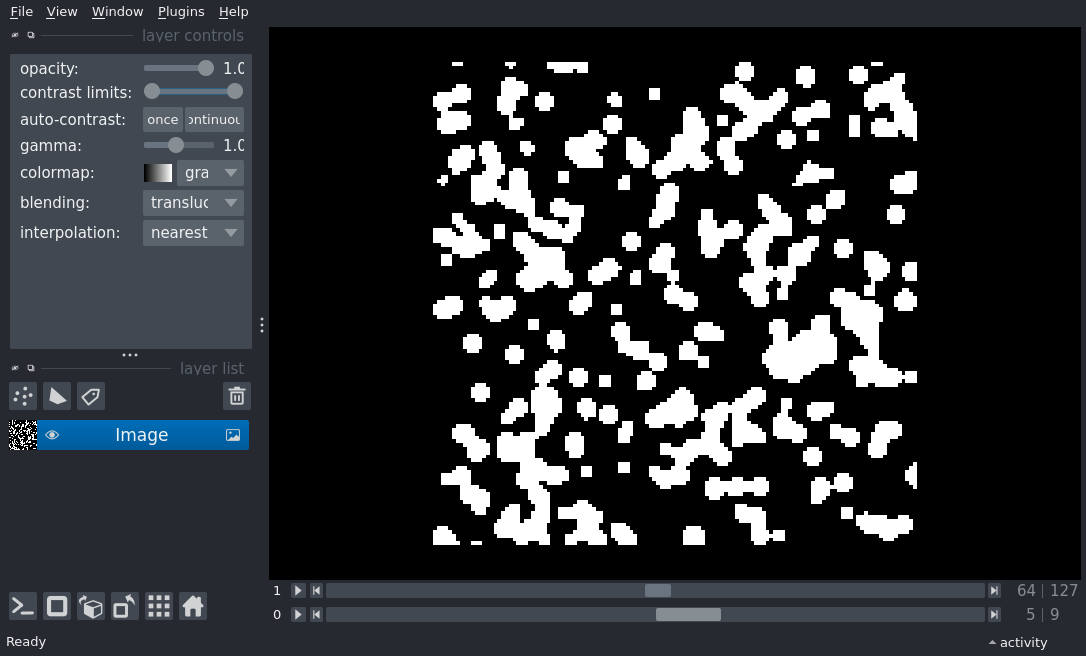 File View Window Plugins Help
layer controls
opacity: 1.0
contrast limits:
auto-contrast: once ontinuou
gamma: 1.0
colormap: gra
blending: transluc
interpolation: nearest
layer list
Image
1 64 | 127
0 5 | 9
Ready activity